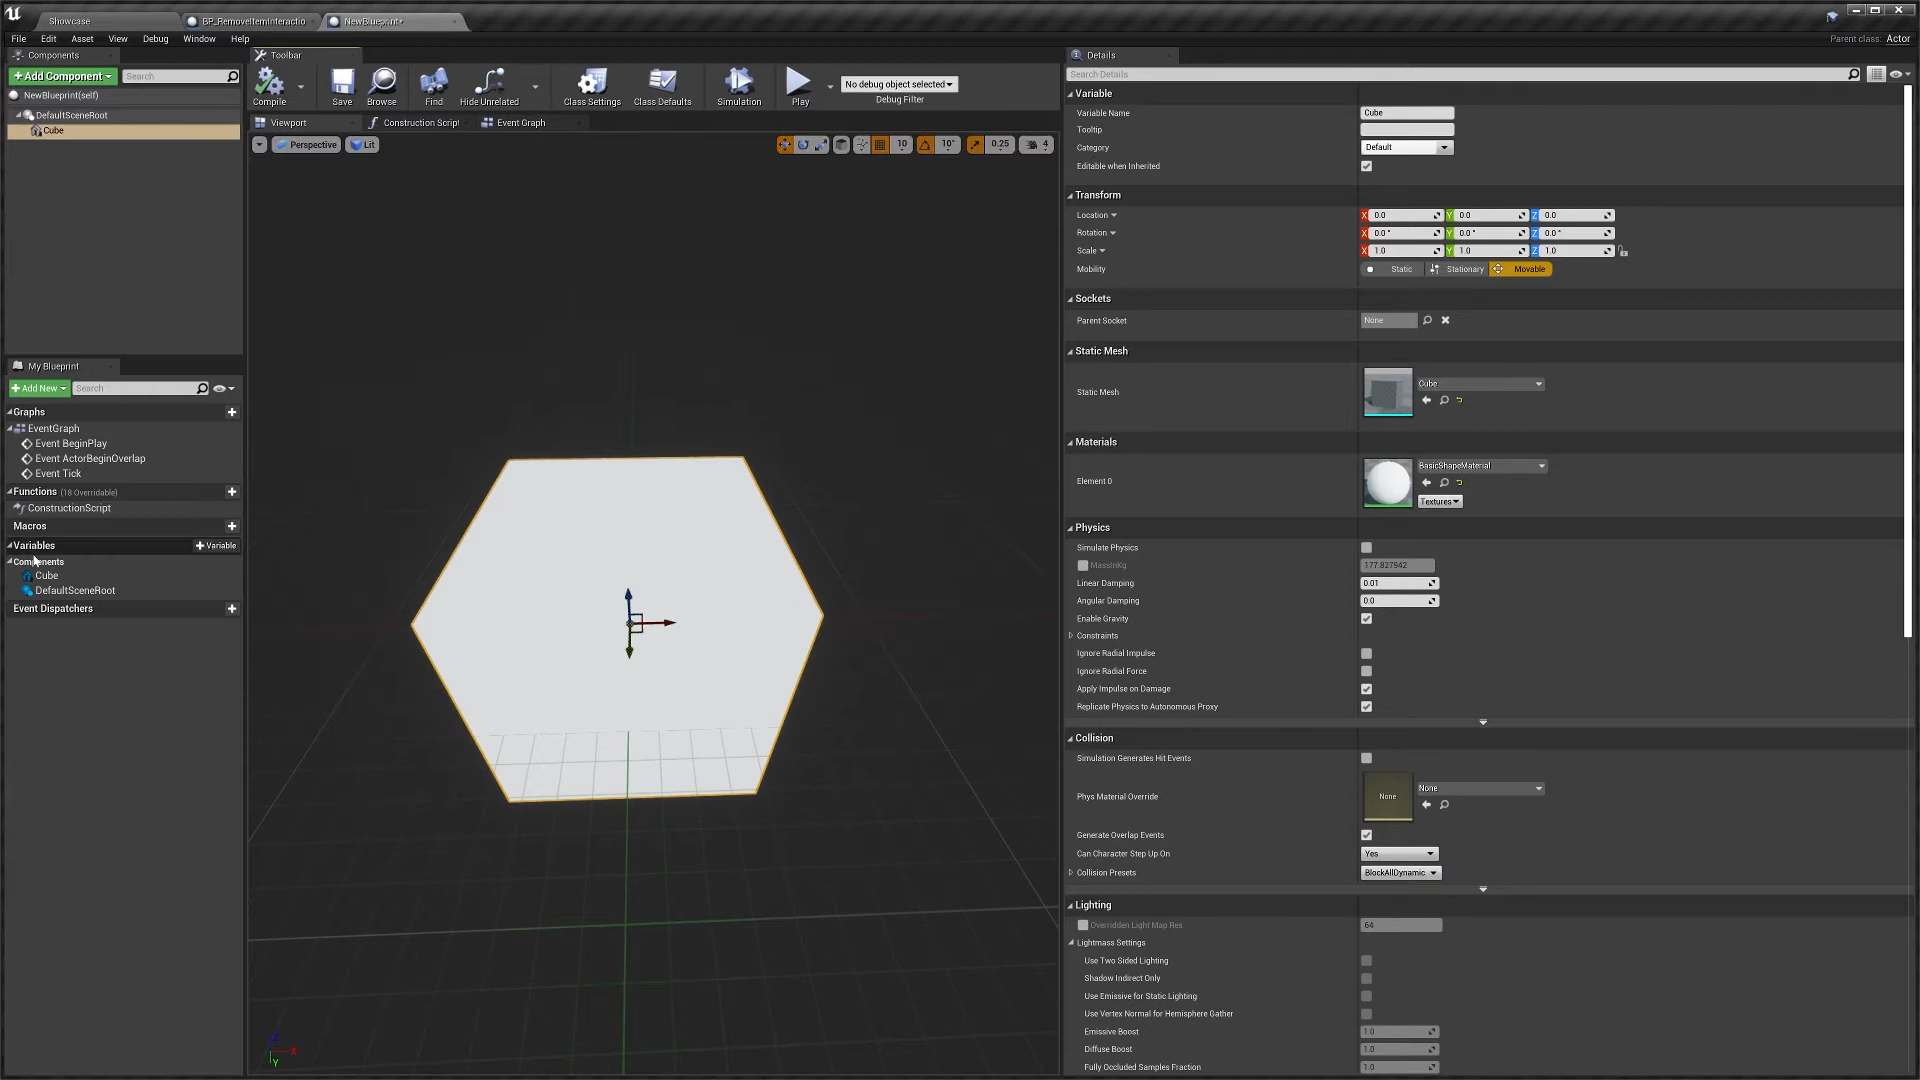 Showcase
BP_RemoveItemInteractio
NewBlueprint*
File Edit Asset View Debug Window Help
Parent class: Actor
Components
+Add Component
Search
NewBlueprint(self)
DefaultSceneRoot
Cube
My Blueprint
+Add New
Search
Graphs
EventGraph
Event BeginPlay
Event ActorBeginOverlap
Event Tick
Functions (18 Overridable)
ConstructionScript
Macros
Variables
+Variable
Components
Cube
DefaultSceneRoot
Event Dispatchers
Toolbar
Compile
Save
Browse
Find
Hide Unrelated
Class Settings
Class Defaults
Simulation
Play
No debug object selected
Debug Filter
Viewport
Construction Script
Event Graph
Perspective
Lit
10
10°
0.25
4
Z
X
Y
Details
Search Details
Variable
Variable Name Cube
Tooltip
Category Default
Editable when Inherited
Transform
Location X 0.0 Y 0.0 Z 0.0
Rotation X 0.0° Y 0.0° Z 0.0°
Scale X 1.0 Y 1.0 Z 1.0
Mobility Static Stationary Movable
Sockets
Parent Socket None
Static Mesh
Static Mesh Cube
Materials
Element 0 BasicShapeMaterial
Textures
Physics
Simulate Physics
MassInKg 177.827942
Linear Damping 0.01
Angular Damping 0.0
Enable Gravity
Constraints
Ignore Radial Impulse
Ignore Radial Force
Apply Impulse on Damage
Replicate Physics to Autonomous Proxy
Collision
Simulation Generates Hit Events
Phys Material Override None None
Generate Overlap Events
Can Character Step Up On Yes
Collision Presets BlockAllDynamic
Lighting
Overridden Light Map Res 64
Lightmass Settings
Use Two Sided Lighting
Shadow Indirect Only
Use Emissive for Static Lighting
Use Vertex Normal for Hemisphere Gather
Emissive Boost 1.0
Diffuse Boost 1.0
Fully Occluded Samples Fraction 1.0